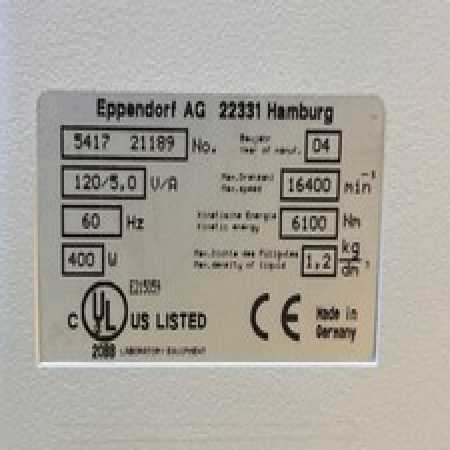 Eppendorf AG 22331 Hamburg
5417 21189 No. Baujahr Year of manuf. 04
120/5,0 V/A Max.Drehzahl Max.speed 16400 min⁻¹
60 Hz kinetische Energie kinetic energy 6100 Nm
400 W Max.Dichte des Füllgutes Max.density of liquid 1,2 kg/dm³
E215059
C UL US LISTED CE Made in Germany
20BB LABORATORY EQUIPMENT